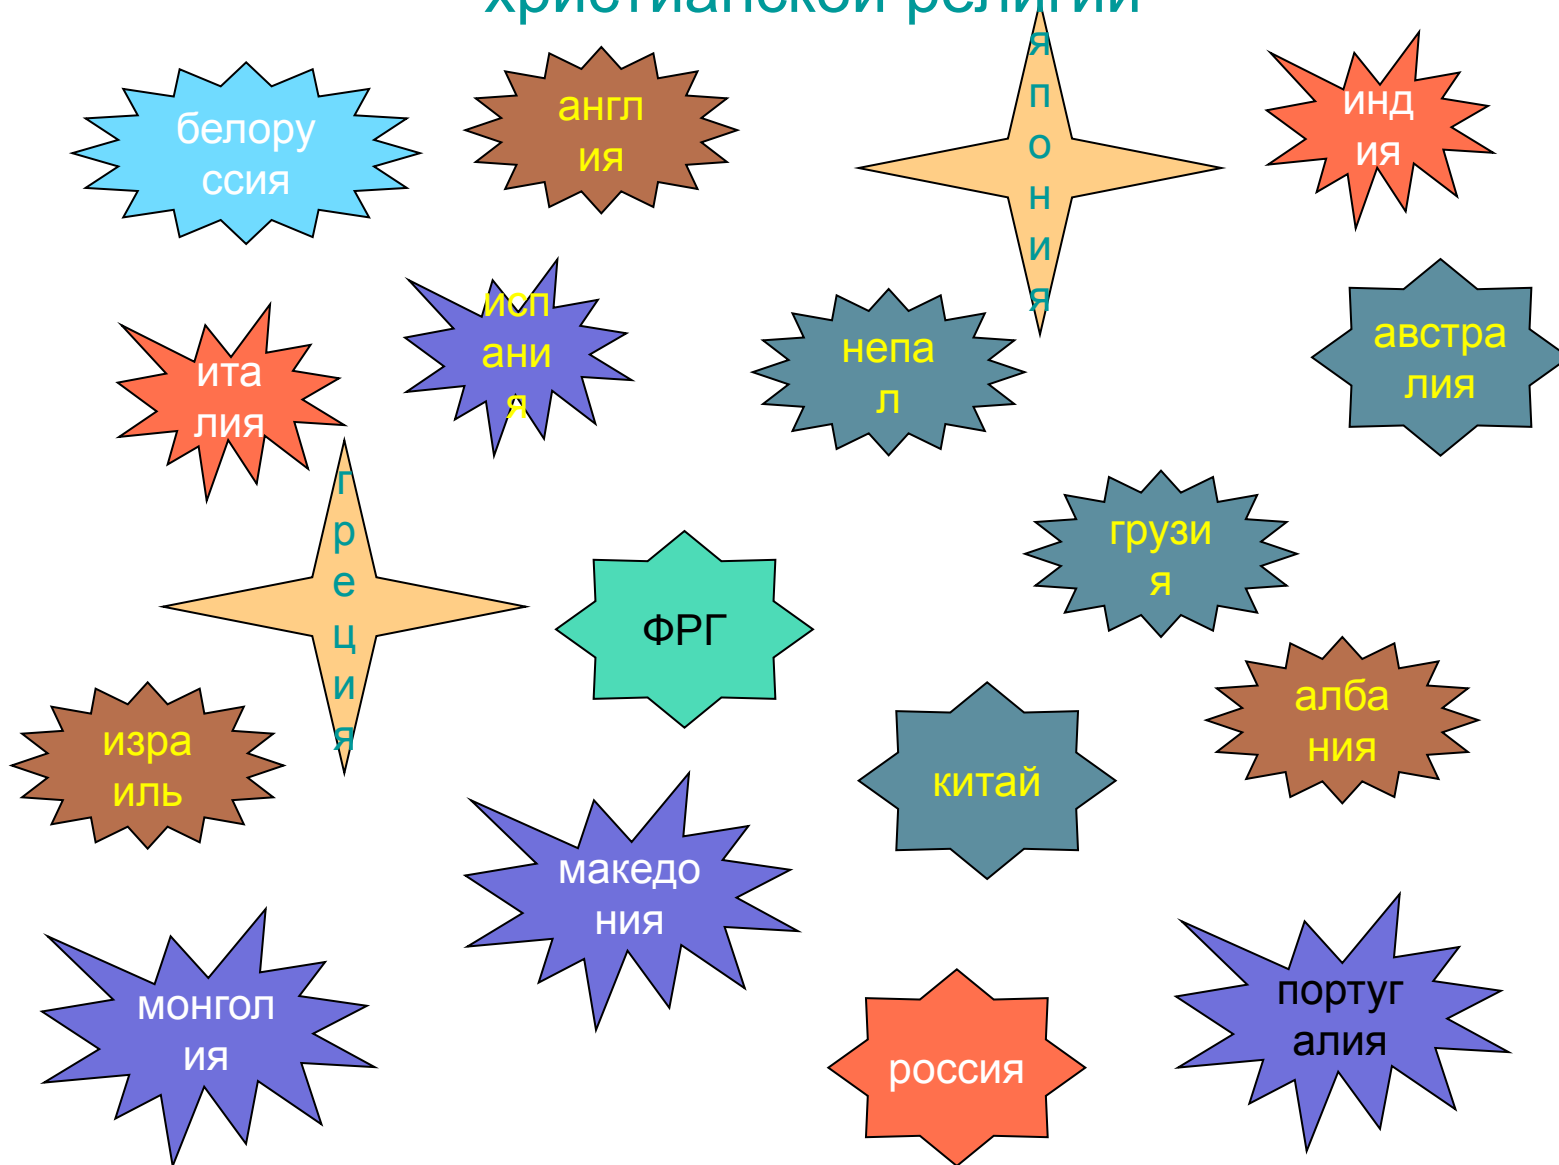 христианской религии
белору
ссия
англ
ия
я
п
о
н
и
я
инд
ия
ита
лия
исп
ани
я
непа
л
австра
лия
г
р
е
ц
и
я
ФРГ
грузи
я
изра
иль
китай
алба
ния
македо
ния
монгол
ия
россия
португ
алия